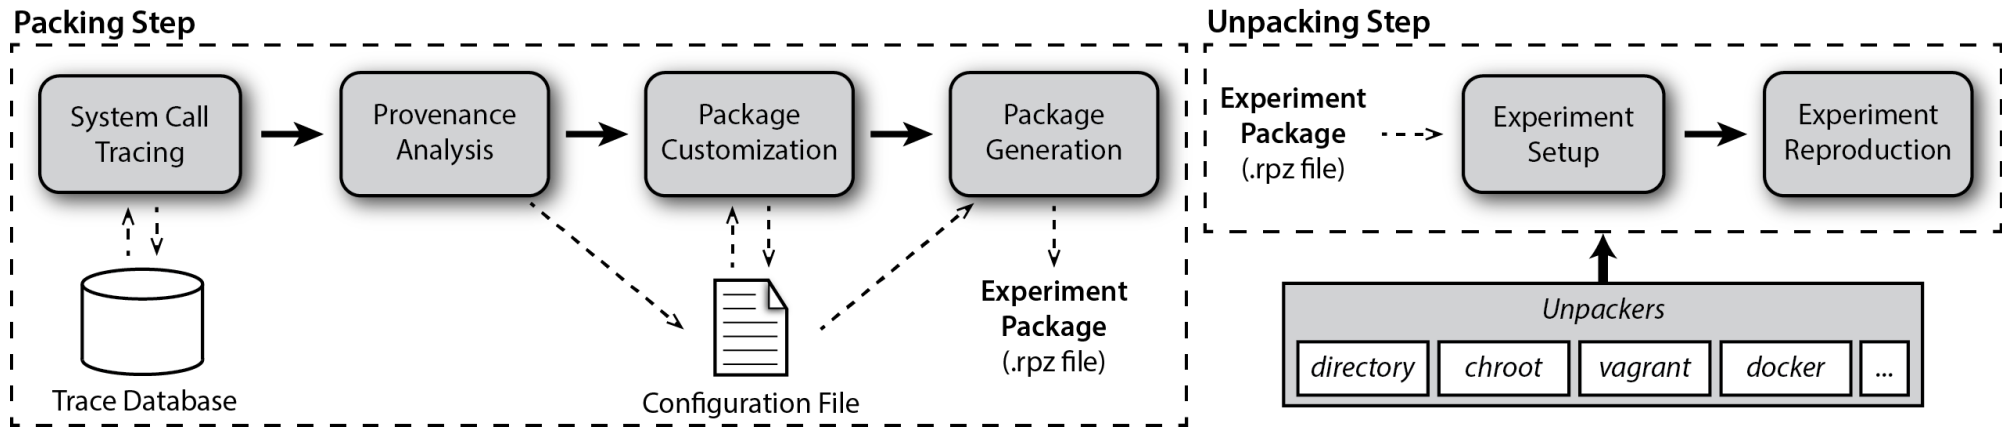 Packing Step
System Call
Tracing
Provenance
Analysis
Package
Customization
Package
Generation
Trace Database
Configuration File
Experiment
Package
(.rpz file)
Unpacking Step
Experiment
Package
(.rpz file)
Experiment
Setup
Experiment
Reproduction
Unpackers
directory
chroot
vagrant
docker
...